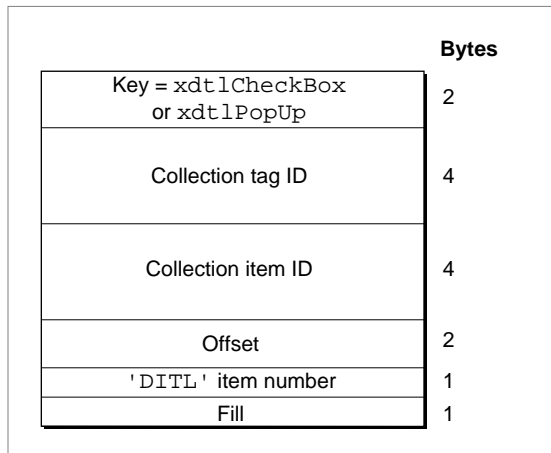 Bytes
Key = xdtlCheckBox
or xdtlPopUp
2
Collection tag ID
4
Collection item ID
4
Offset
2
'DITL' item number
1
Fill
1